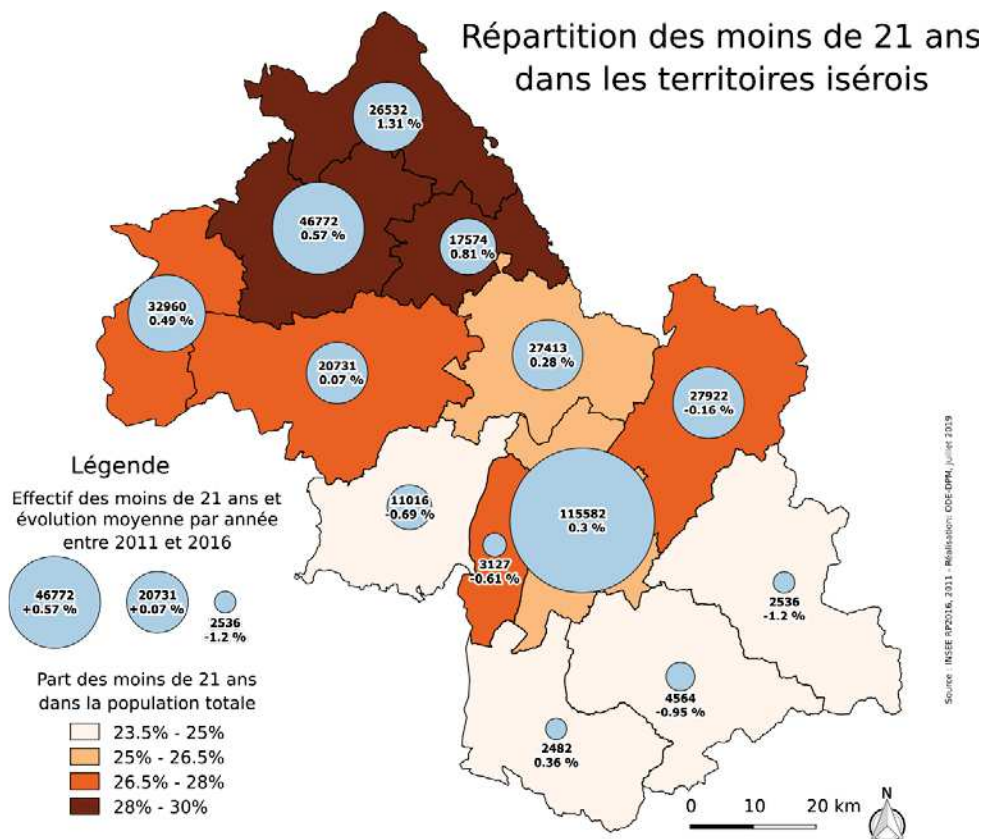 Répartition des moins de 21 ans
dans les territoires isérois
26532
1.31 %
46772
0.57 %
17574
0.81 %
32960
0.49 %
20731
0.07 %
27413
0.28 %
27922
-0.16 %
11016
-0.69 %
3127
-0.61 %
115582
0.3 %
2536
-1.2 %
4564
-0.95 %
2482
0.36 %
Légende
Effectif des moins de 21 ans et
évolution moyenne par année
entre 2011 et 2016
46772
+0.57 %
20731
+0.07 %
2536
-1.2 %
Part des moins de 21 ans
dans la population totale
23.5% - 25%
25% - 26.5%
26.5% - 28%
28% - 30%
0 10 20 km
N
Source : INSEE RP2016, 2011 - Réalisation: ODE-DPM, juillet 2019